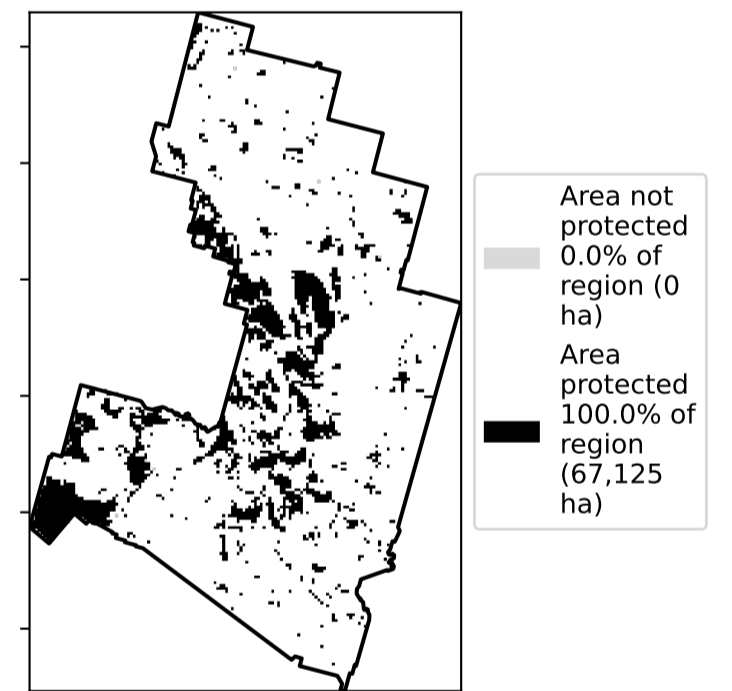 Area not
protected
0.0% of
region (0
ha)
Area
protected
100.0% of
region
(67,125
ha)